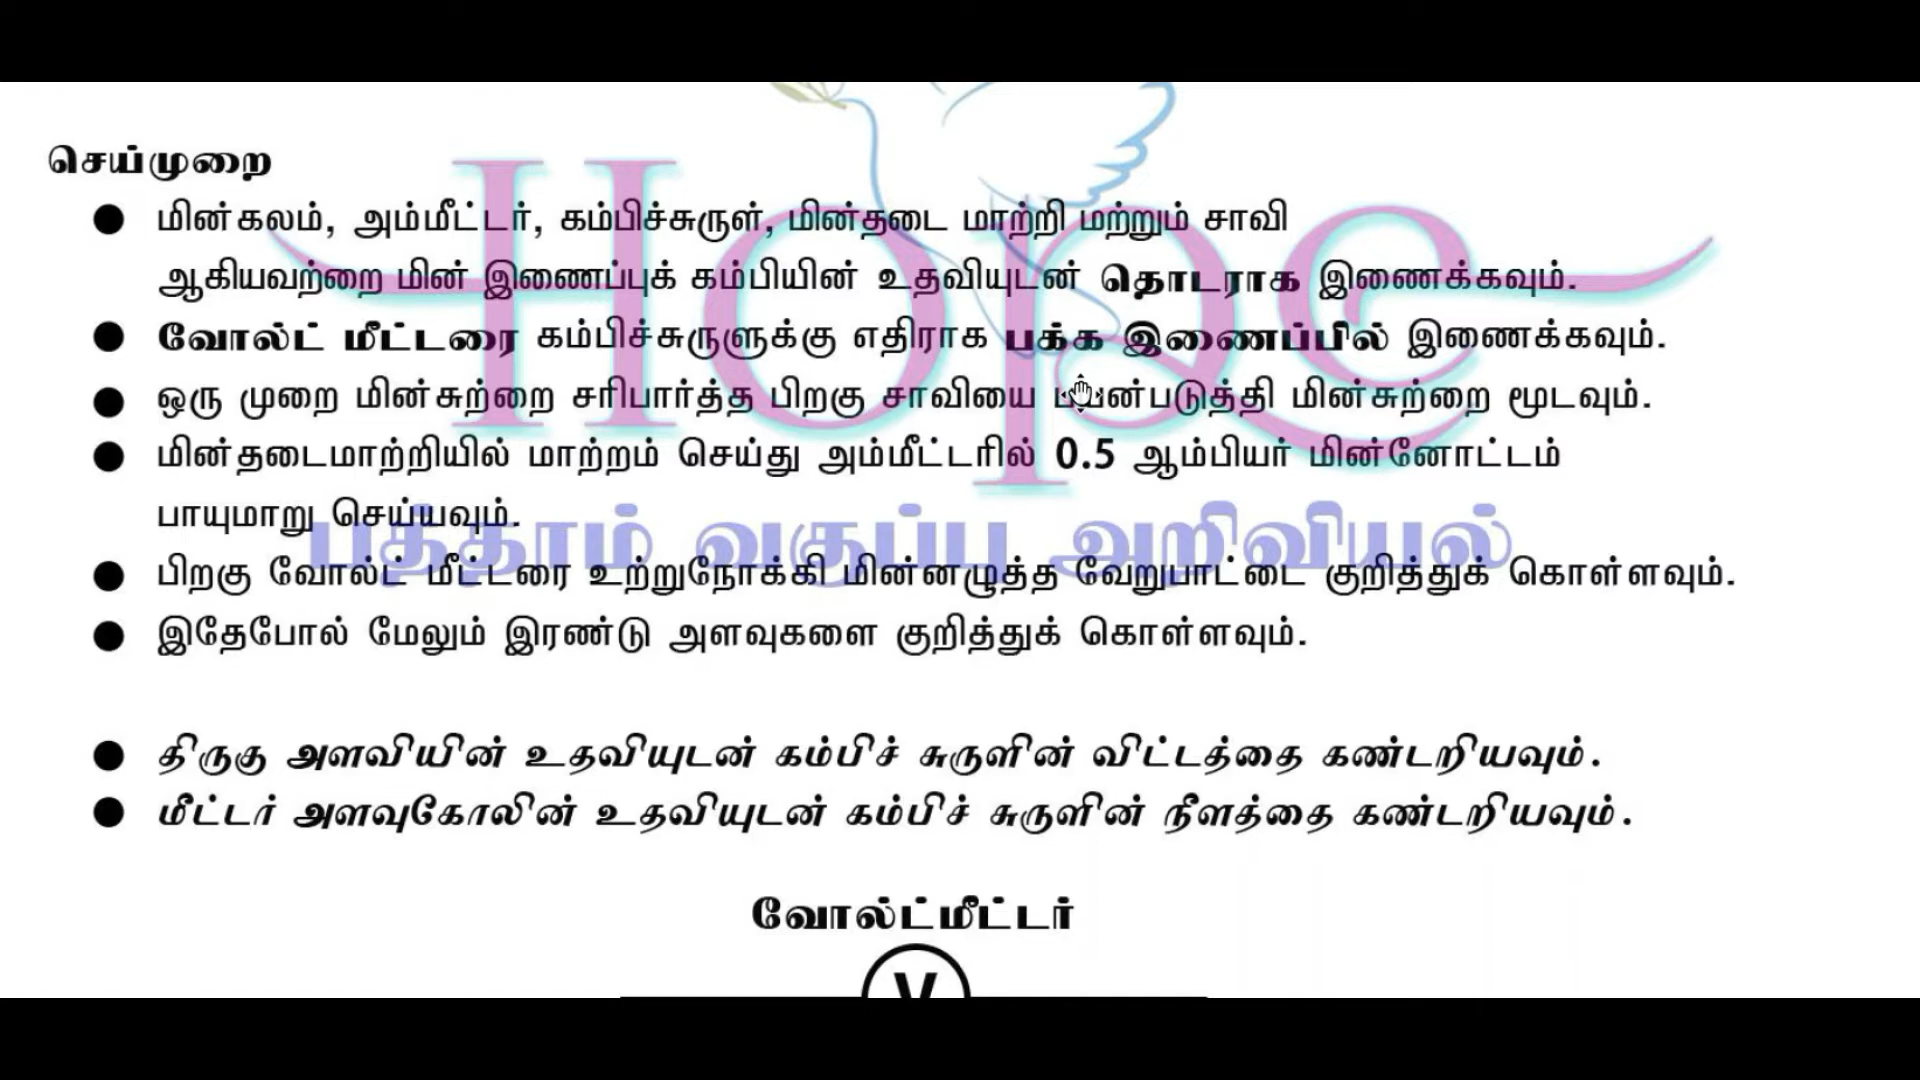 செய்முறை
● மின்கலம், அம்மீட்டர், கம்பிச்சுருள், மின்தடை மாற்றி மற்றும் சாவி
ஆகியவற்றை மின் இணைப்புக் கம்பியின் உதவியுடன் தொடராக இணைக்கவும்.
● வோல்ட் மீட்டரை கம்பிச்சுருளுக்கு எதிராக பக்க இணைப்பில் இணைக்கவும்.
● ஒரு முறை மின்சுற்றை சரிபார்த்த பிறகு சாவியை பயன்படுத்தி மின்சுற்றை மூடவும்.
● மின்தடைமாற்றியில் மாற்றம் செய்து அம்மீட்டரில் 0.5 ஆம்பியர் மின்னோட்டம்
பாயுமாறு செய்யவும்.
● பிறகு வோல்ட் மீட்டரை உற்றுநோக்கி மின்னழுத்த வேறுபாட்டை குறித்துக் கொள்ளவும்.
● இதேபோல் மேலும் இரண்டு அளவுகளை குறித்துக் கொள்ளவும்.
● திருகு அளவியின் உதவியுடன் கம்பிச் சுருளின் விட்டத்தை கண்டறியவும்.
● மீட்டர் அளவுகோலின் உதவியுடன் கம்பிச் சுருளின் நீளத்தை கண்டறியவும்.
வோல்ட்மீட்டர்
V
Hope
பத்தாம் வகுப்பு அறிவியல்